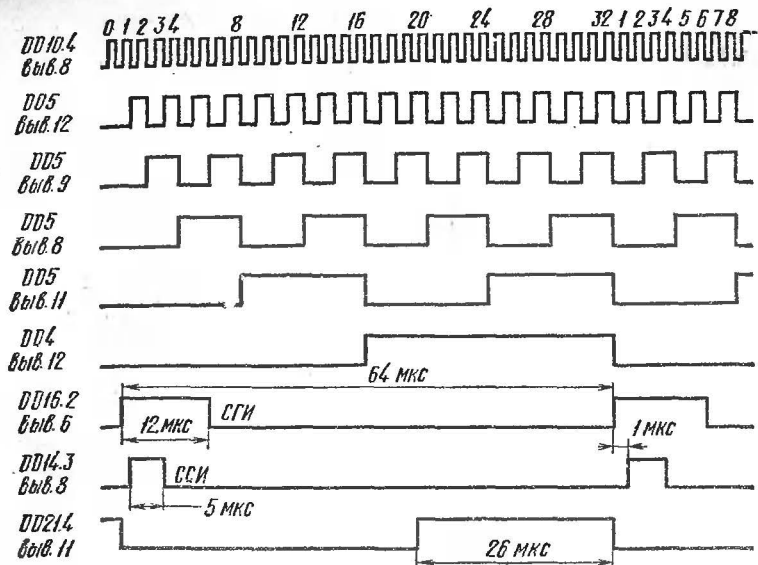 0 1 2 3 4 8 12 16 20 24 28 32 1 2 3 4 5 6 7 8
DD10.4
Выв.8
DD5
Выв.12
DD5
Выв.9
DD5
Выв.8
DD5
Выв.11
DD4
Выв.12
64 мкс
DD16.2
Выв.6
12 мкс
СГИ
1 мкс
DD14.3
Выв.8
ССИ
5 мкс
DD21.4
Выв.11
26 мкс